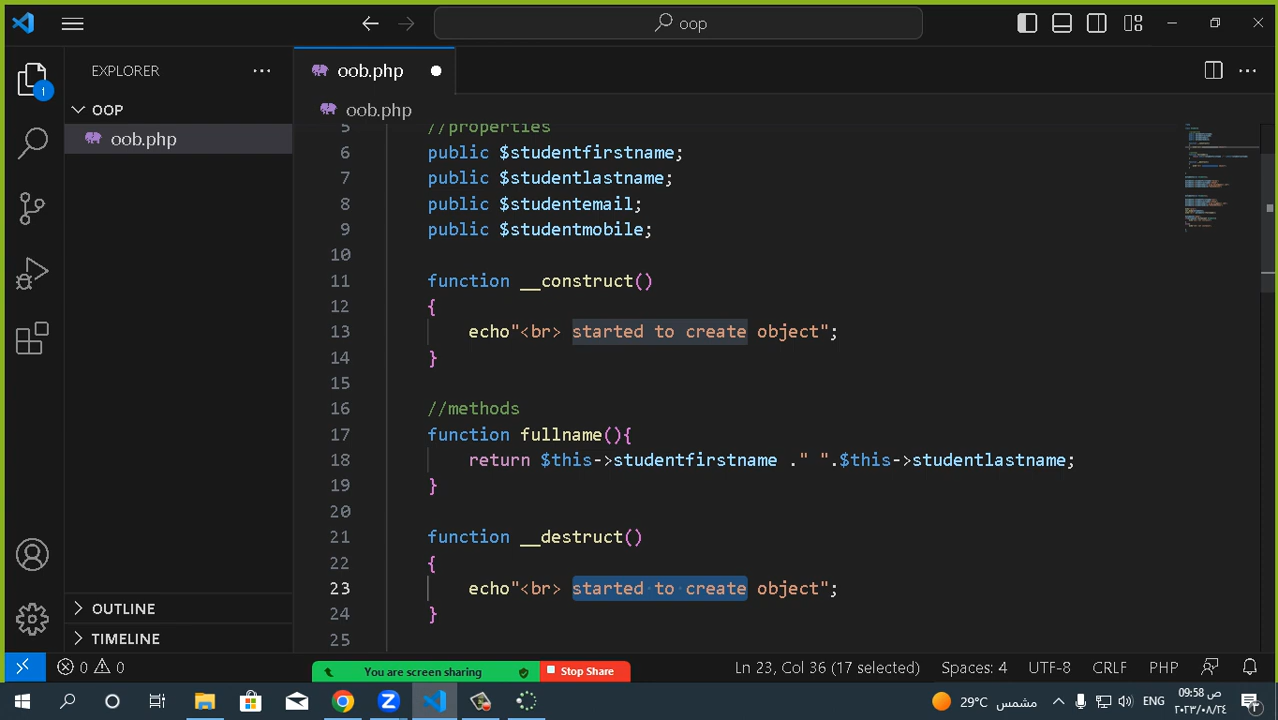 oop
EXPLORER
oob.php
1
OOP
oob.php
oob.php
5 //properties
6 public $studentfirstname;
7 public $studentlastname;
8 public $studentemail;
9 public $studentmobile;
10
11 function __construct()
12 {
13 echo"<br> started to create object";
14 }
15
16 //methods
17 function fullname(){
18 return $this->studentfirstname ." ".$this->studentlastname;
19 }
20
21 function __destruct()
22 {
23 echo"<br> started to create object";
24 }
25
OUTLINE
TIMELINE
0 0
You are screen sharing
Stop Share
Ln 23, Col 36 (17 selected)
Spaces: 4
UTF-8
CRLF
PHP
29°C مشمس
ENG
09:58 ص
٢٠٢٣/٠٨/٢٤